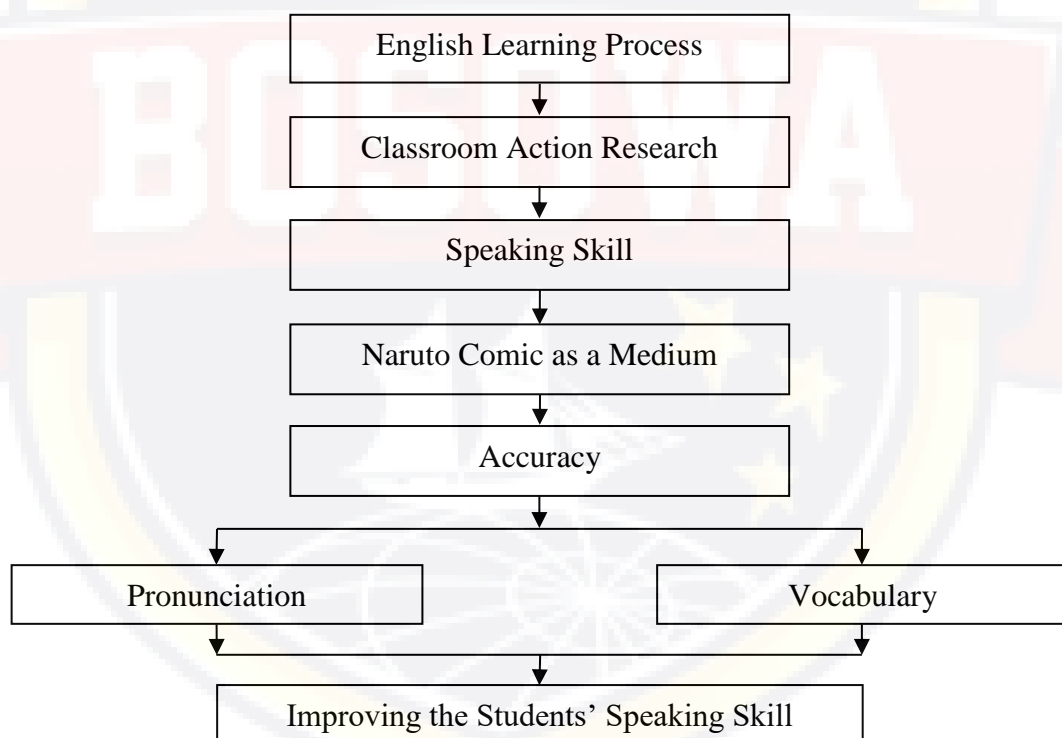 BOSOWA
English Learning Process
Classroom Action Research
Speaking Skill
Naruto Comic as a Medium
Accuracy
Pronunciation
Vocabulary
Improving the Students’ Speaking Skill